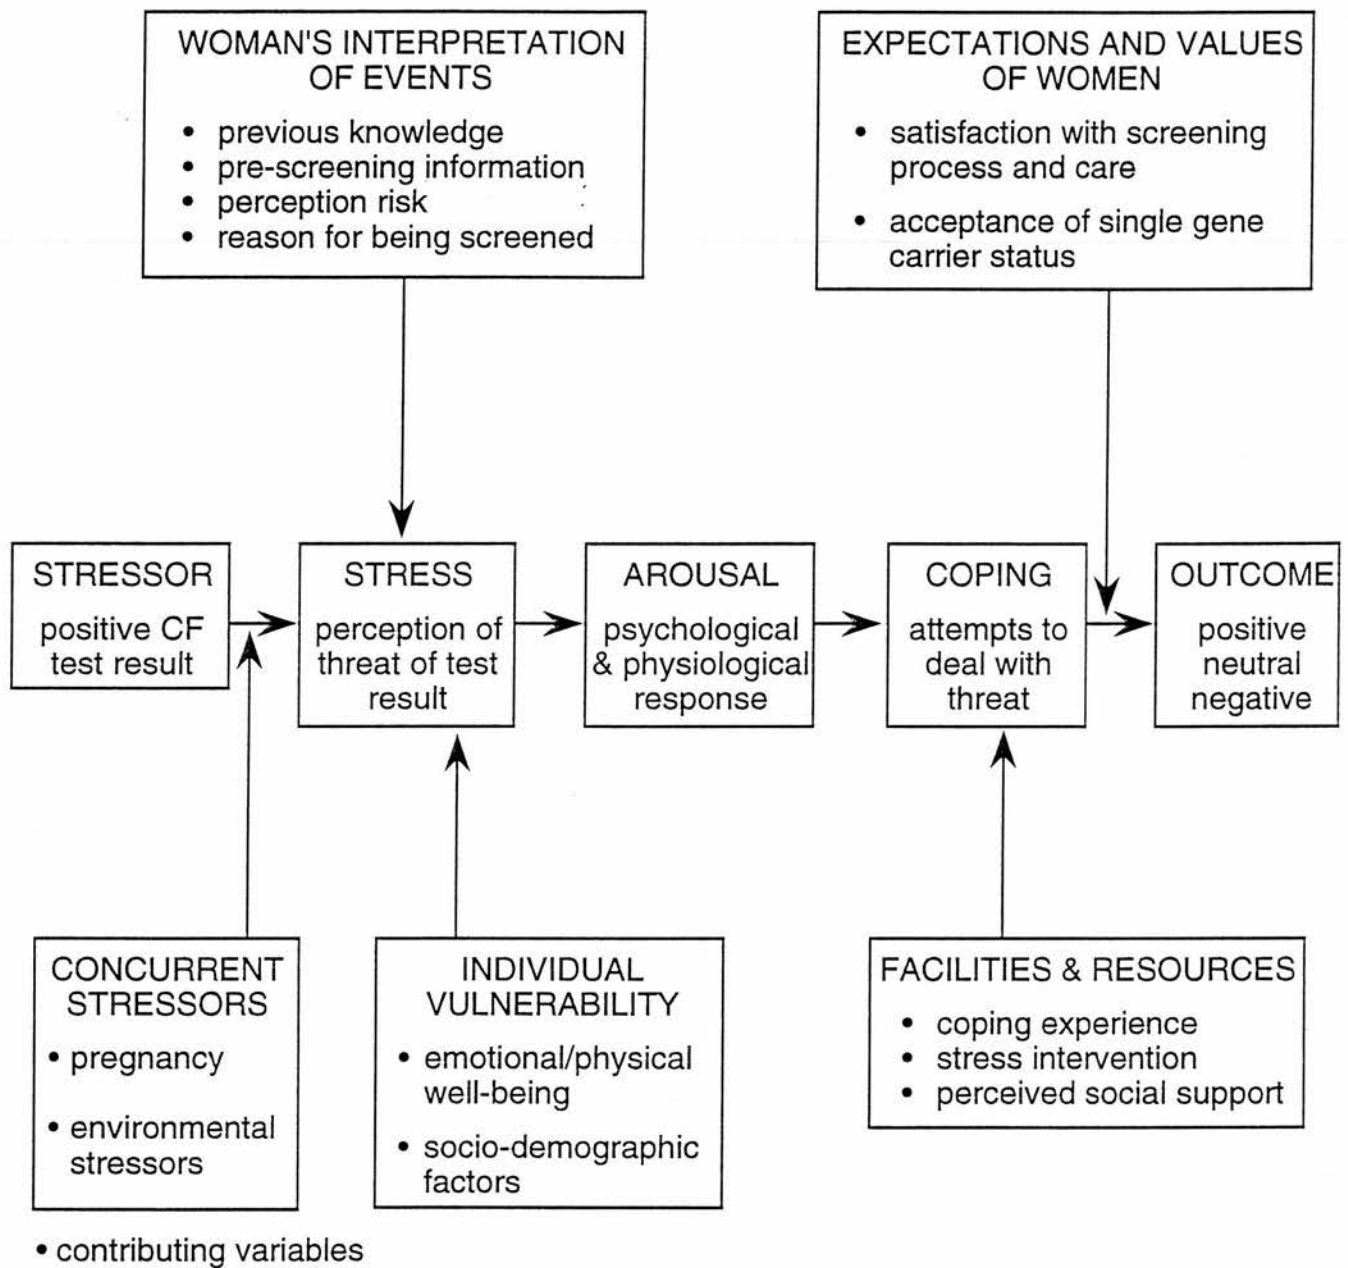 WOMAN'S INTERPRETATION
OF EVENTS
• previous knowledge
• pre-screening information
• perception risk
• reason for being screened
EXPECTATIONS AND VALUES
OF WOMEN
• satisfaction with screening
process and care
• acceptance of single gene
carrier status
STRESSOR
positive CF
test result
STRESS
perception of
threat of test
result
AROUSAL
psychological
& physiological
response
COPING
attempts to
deal with
threat
OUTCOME
positive
neutral
negative
CONCURRENT
STRESSORS
• pregnancy
• environmental
stressors
INDIVIDUAL
VULNERABILITY
• emotional/physical
well-being
• socio-demographic
factors
FACILITIES & RESOURCES
• coping experience
• stress intervention
• perceived social support
• contributing variables